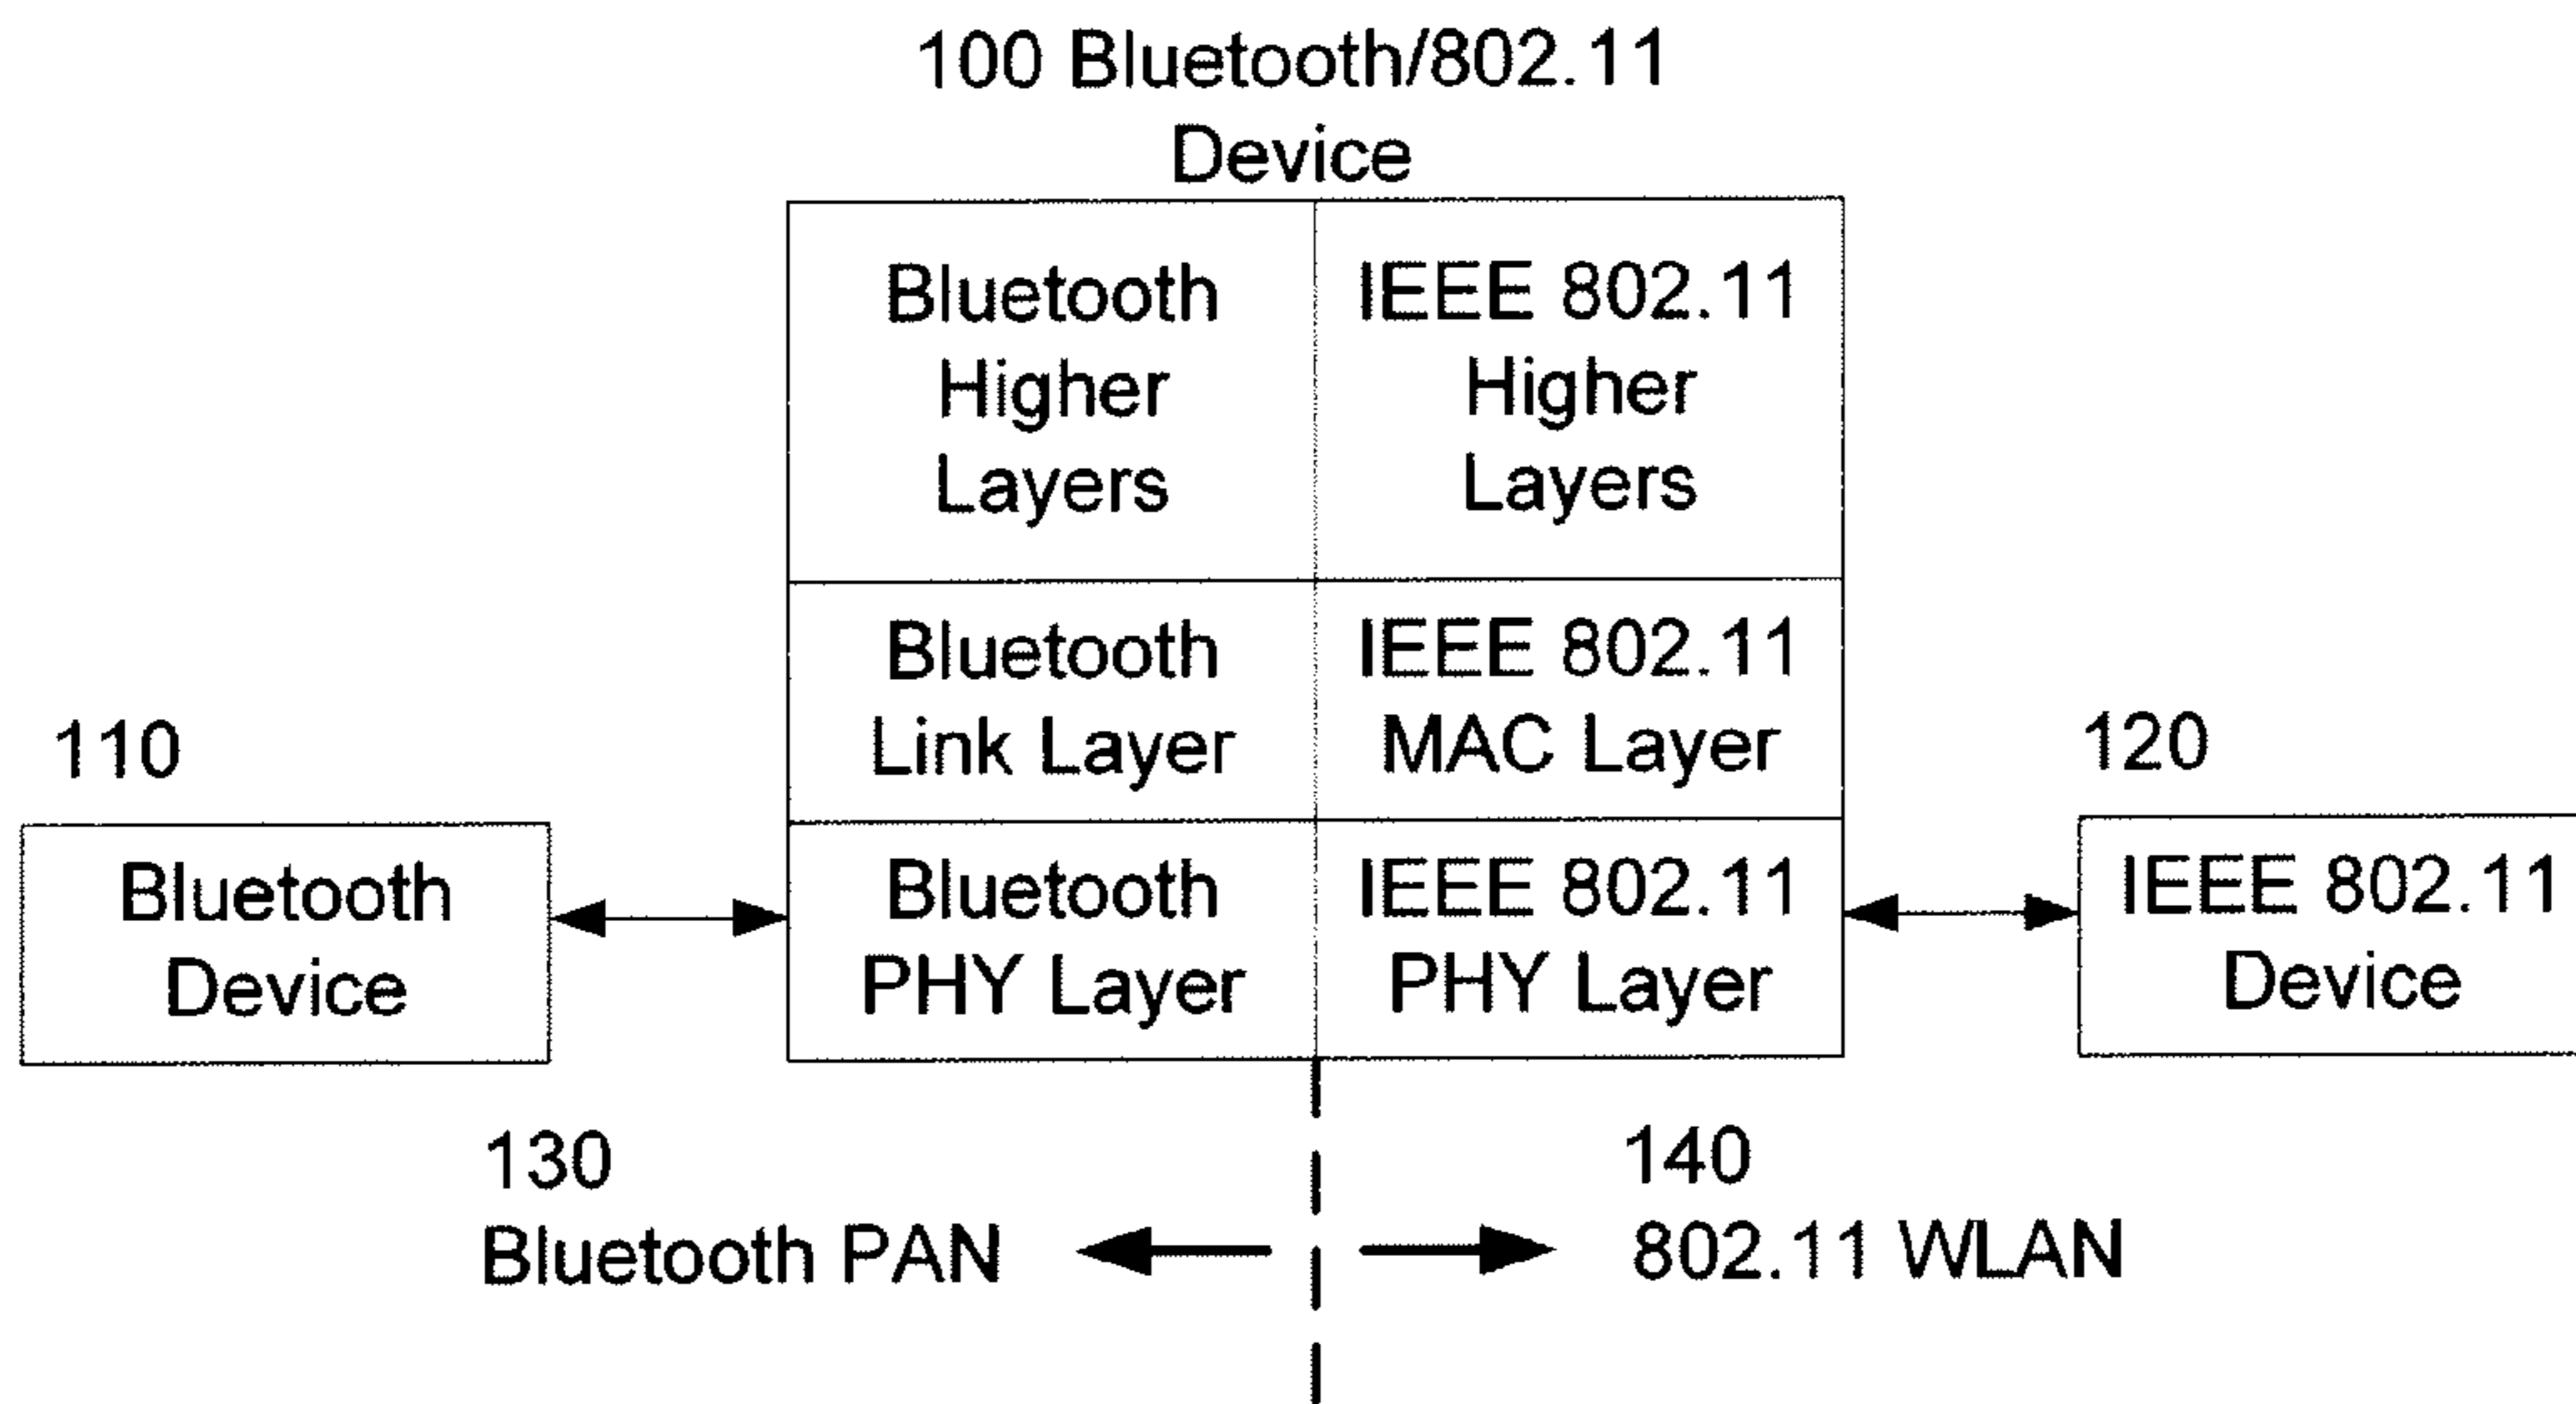 100 Bluetooth/802.11
Device
Bluetooth
Higher
Layers
IEEE 802.11
Higher
Layers
Bluetooth
Link Layer
IEEE 802.11
MAC Layer
110
120
Bluetooth
Device
Bluetooth
PHY Layer
IEEE 802.11
PHY Layer
IEEE 802.11
Device
130
Bluetooth PAN
140
802.11 WLAN